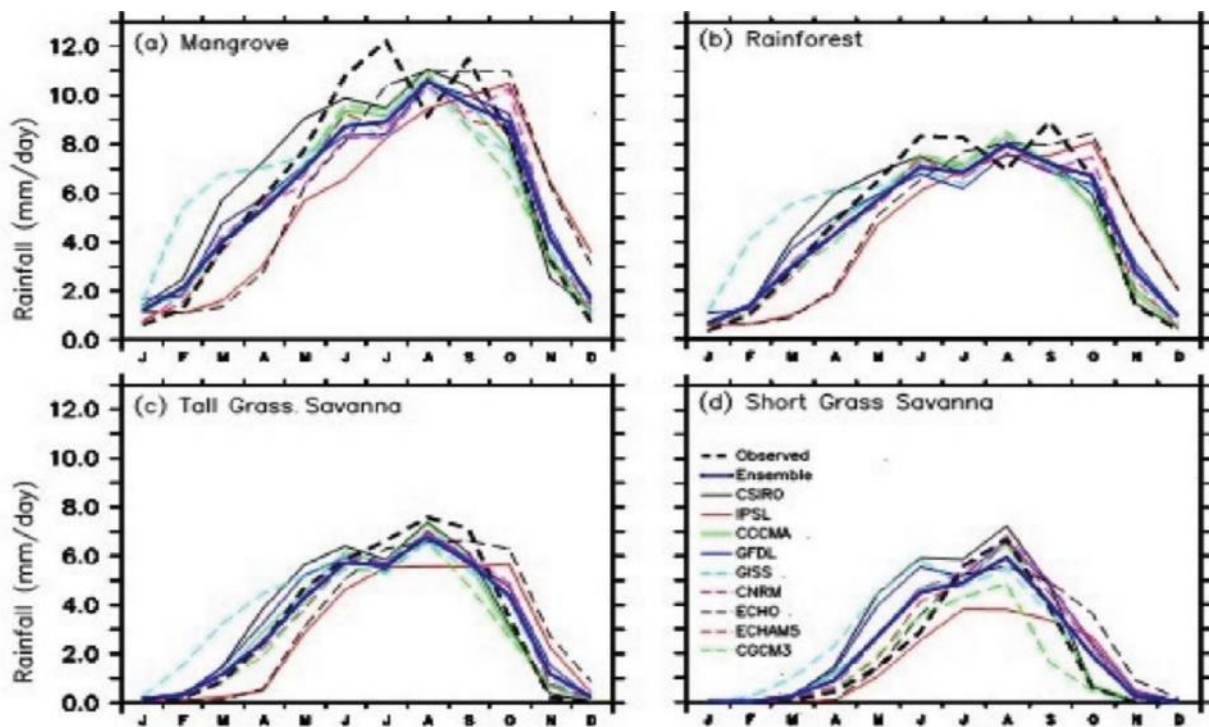 (a) Mangrove
(b) Rainforest
12.0
10.0
8.0
6.0
4.0
2.0
0.0
Rainfall (mm/day)
J F M A M J J A S O N D
J F M A M J J A S O N D
(c) Tall Grass Savanna
(d) Short Grass Savanna
12.0
10.0
8.0
6.0
4.0
2.0
0.0
Rainfall (mm/day)
Observed
Ensemble
CSIRO
IPSL
CCCMA
GFDL
GISS
CNRM
ECHO
ECHAM5
CGCM3
J F M A M J J A S O N D
J F M A M J J A S O N D